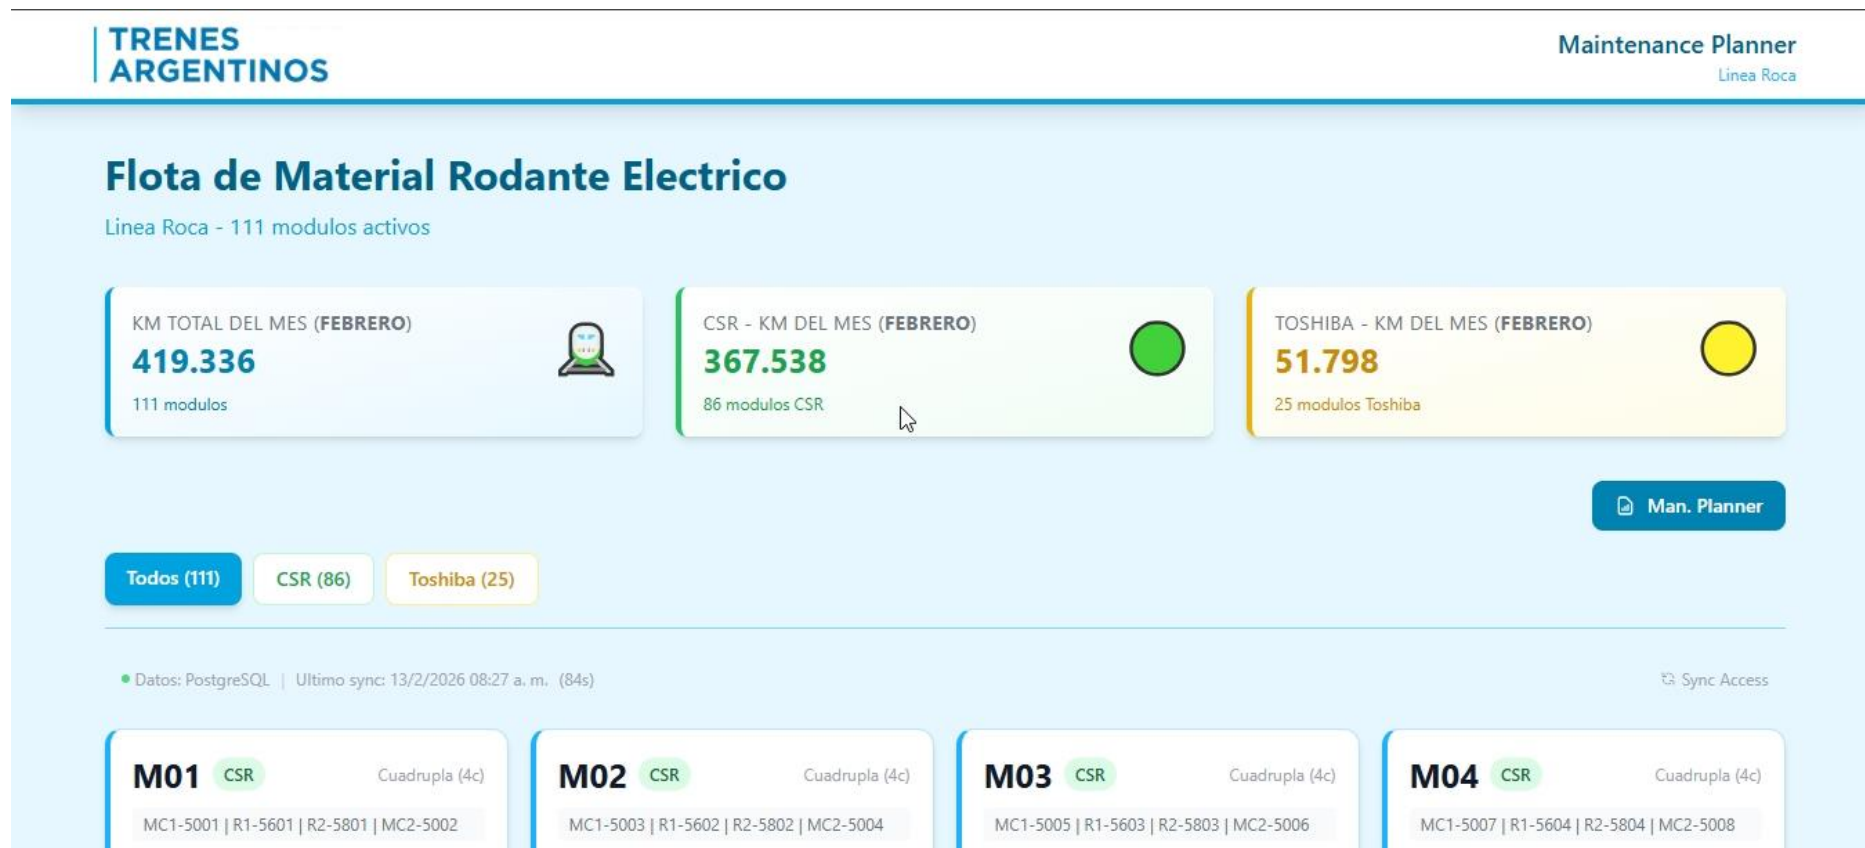 TRENES
ARGENTINOS
Maintenance Planner
Linea Roca
Flota de Material Rodante Electrico
Linea Roca - 111 modulos activos
KM TOTAL DEL MES (FEBRERO)
419.336
111 modulos
CSR - KM DEL MES (FEBRERO)
367.538
86 modulos CSR
TOSHIBA - KM DEL MES (FEBRERO)
51.798
25 modulos Toshiba
Man. Planner
Todos (111)
CSR (86)
Toshiba (25)
Datos: PostgreSQL | Ultimo sync: 13/2/2026 08:27 a. m. (84s)
Sync Access
M01 CSR Cuadrupla (4c)
MC1-5001 | R1-5601 | R2-5801 | MC2-5002
M02 CSR Cuadrupla (4c)
MC1-5003 | R1-5602 | R2-5802 | MC2-5004
M03 CSR Cuadrupla (4c)
MC1-5005 | R1-5603 | R2-5803 | MC2-5006
M04 CSR Cuadrupla (4c)
MC1-5007 | R1-5604 | R2-5804 | MC2-5008